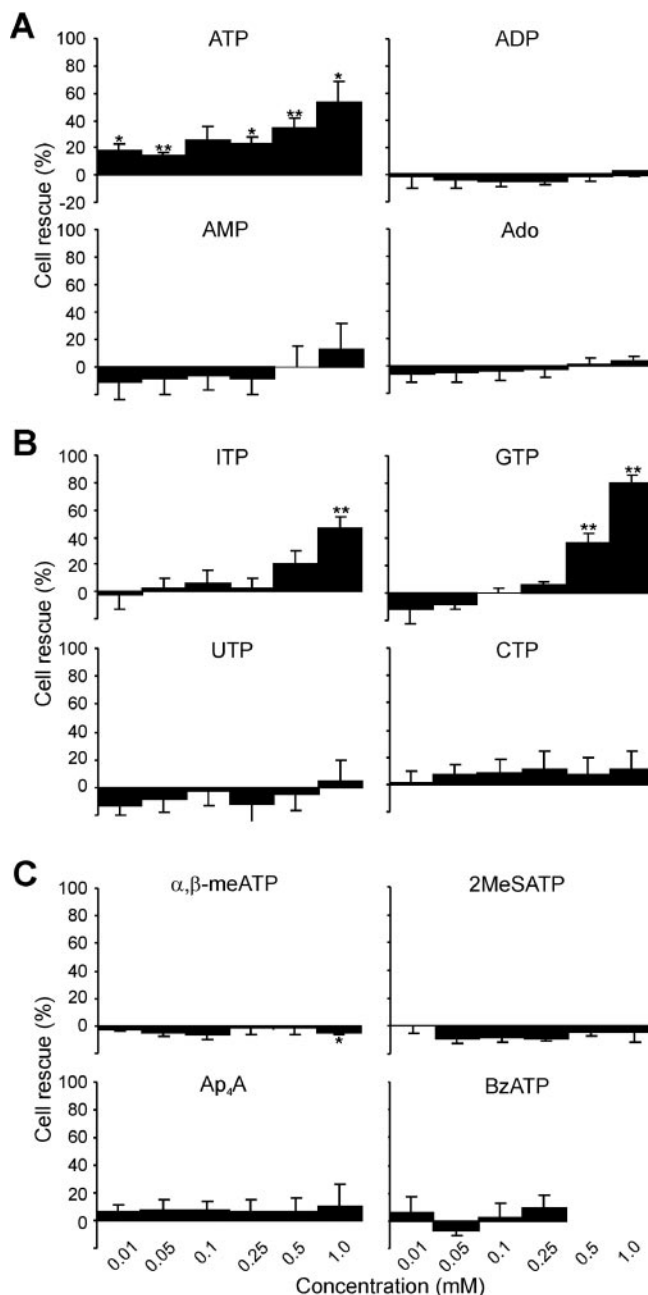 A
ATP
ADP
100
80
60
40
20
0
-20
* ** * ** *
AMP
Ado
100
80
60
40
20
0
Cell rescue (%)
B
ITP
GTP
100
80
60
40
20
0
**
** **
UTP
CTP
100
80
60
40
20
0
Cell rescue (%)
C
α,β-meATP
2MeSATP
100
80
60
40
20
0
*
Ap₄A
BzATP
100
80
60
40
20
0
Cell rescue (%)
0.01 0.05 0.1 0.25 0.5 1.0
0.01 0.05 0.1 0.25 0.5 1.0
Concentration (mM)